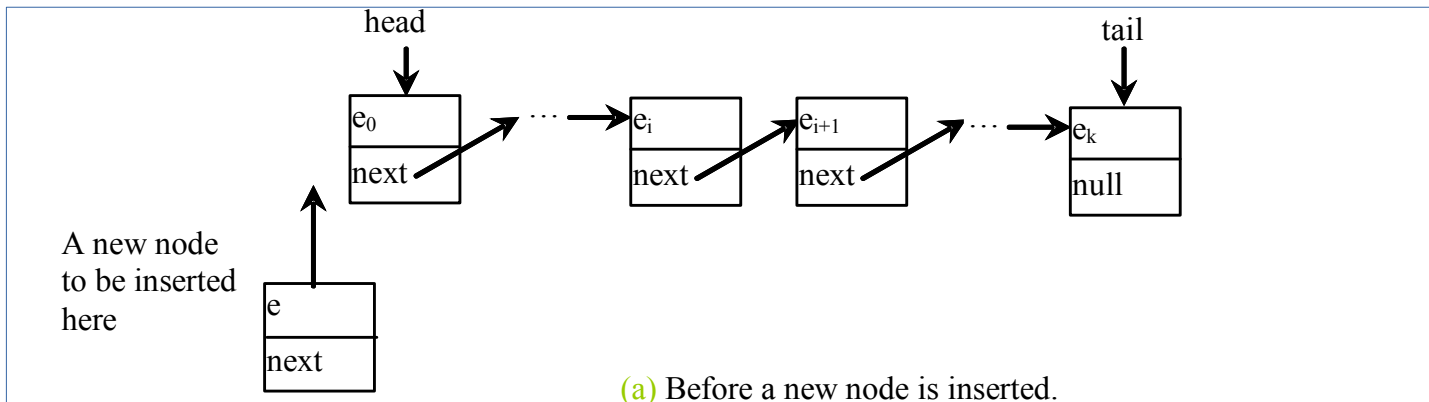 head
tail
e₀
... 
eᵢ
eᵢ₊₁
...
eₖ
next
next
next
null
A new node
to be inserted
here
e
next
(a) Before a new node is inserted.